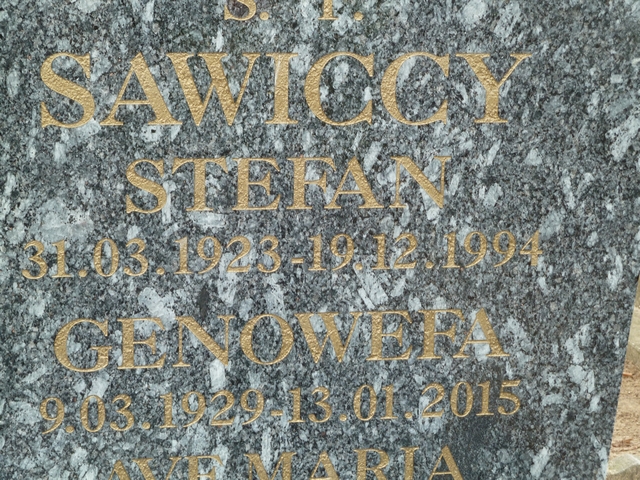 S. P.
SAWICCY
STEFAN
31.03.1923-19.12.1994
GENOWEFA
9.03.1929-13.01.2015
AVE MARIA